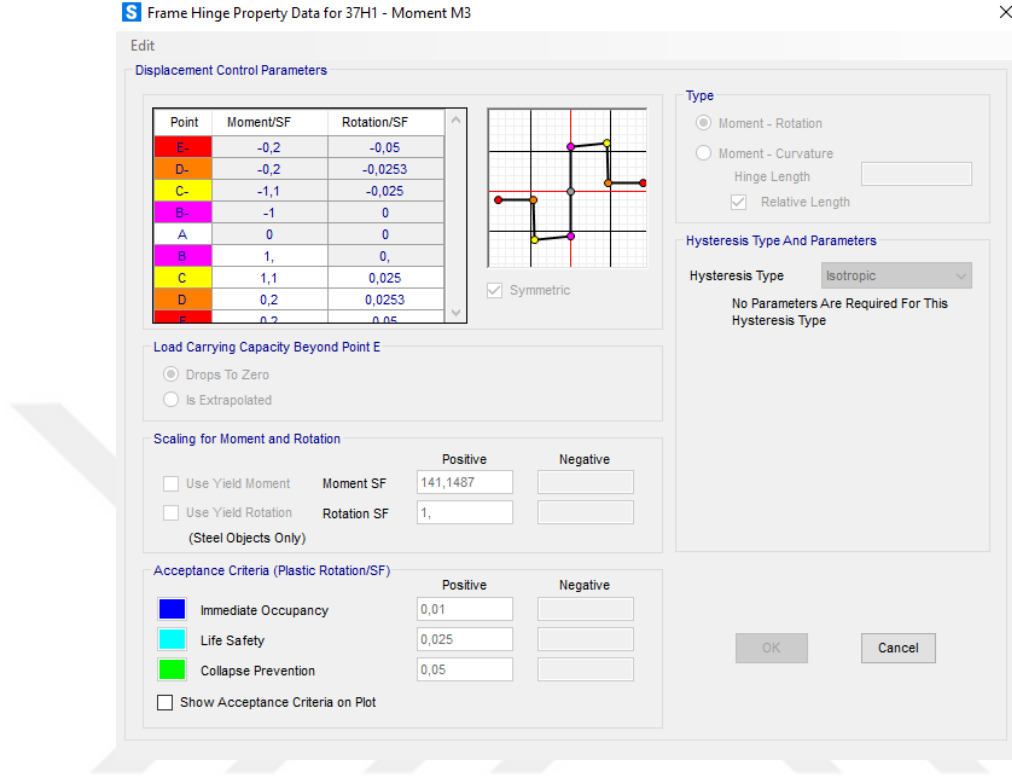 S Frame Hinge Property Data for 37H1 - Moment M3
Edit
Displacement Control Parameters
Point Moment/SF Rotation/SF
E- -0,2 -0,05
D- -0,2 -0,0253
C- -1,1 -0,025
B- -1 0
A 0 0
B 1, 0,
C 1,1 0,025
D 0,2 0,0253
E 0,2 0,05
Symmetric
Load Carrying Capacity Beyond Point E
Drops To Zero
Is Extrapolated
Scaling for Moment and Rotation
Positive Negative
Use Yield Moment Moment SF 141,1487
Use Yield Rotation Rotation SF 1,
(Steel Objects Only)
Acceptance Criteria (Plastic Rotation/SF)
Positive Negative
Immediate Occupancy 0,01
Life Safety 0,025
Collapse Prevention 0,05
Show Acceptance Criteria on Plot
Type
Moment - Rotation
Moment - Curvature
Hinge Length
Relative Length
Hysteresis Type And Parameters
Hysteresis Type Isotropic
No Parameters Are Required For This
Hysteresis Type
OK Cancel